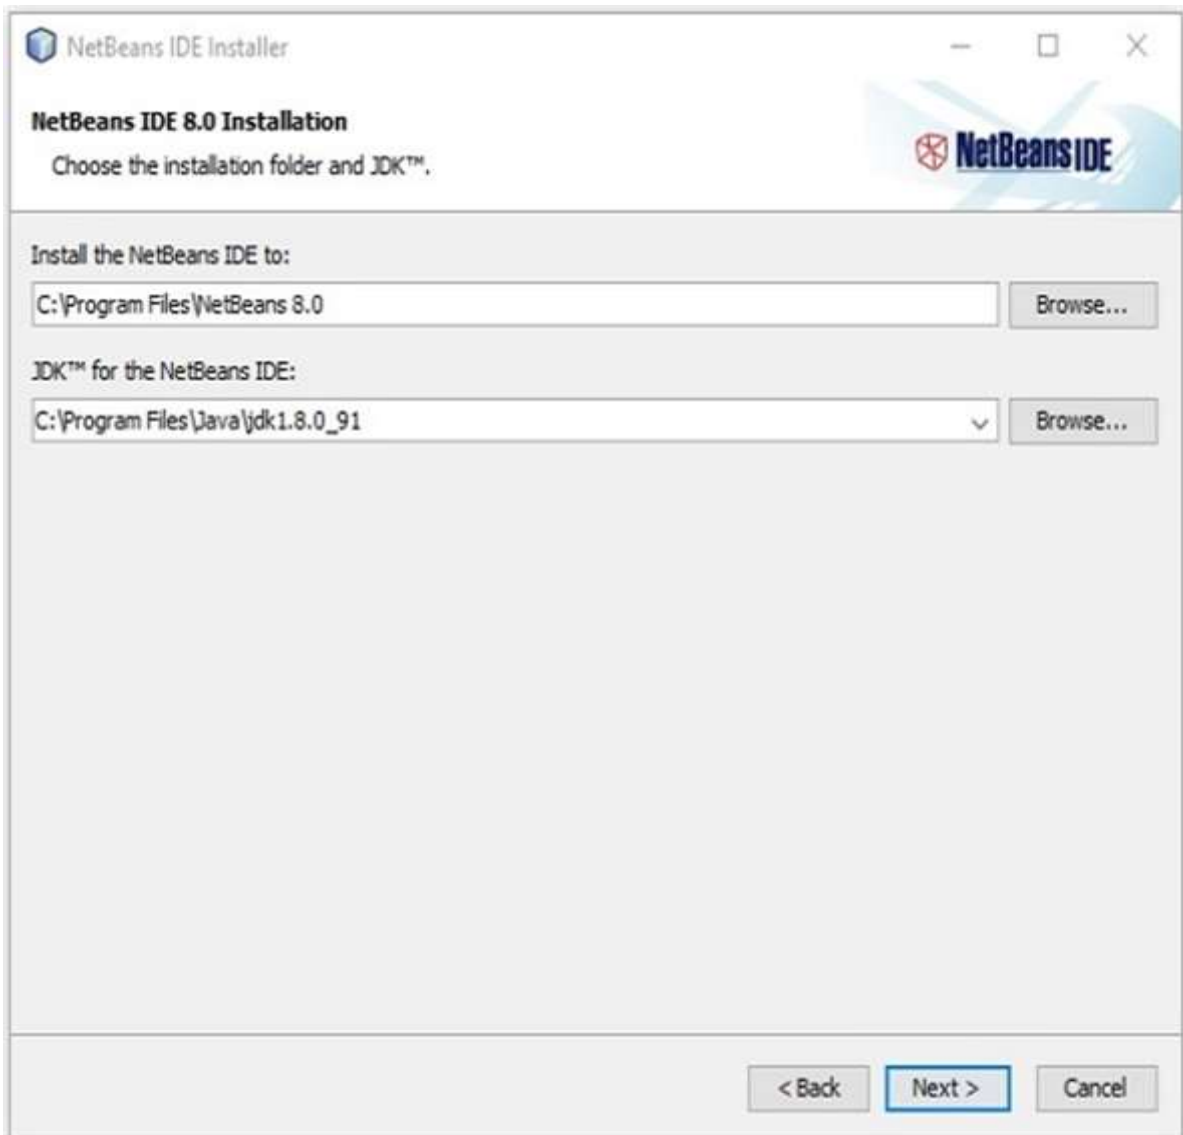 NetBeans IDE Installer
NetBeans IDE 8.0 Installation
Choose the installation folder and JDK™.
NetBeans IDE
Install the NetBeans IDE to:
C:\Program Files\NetBeans 8.0
Browse...
JDK™ for the NetBeans IDE:
C:\Program Files\Java\jdk1.8.0_91
Browse...
< Back
Next >
Cancel